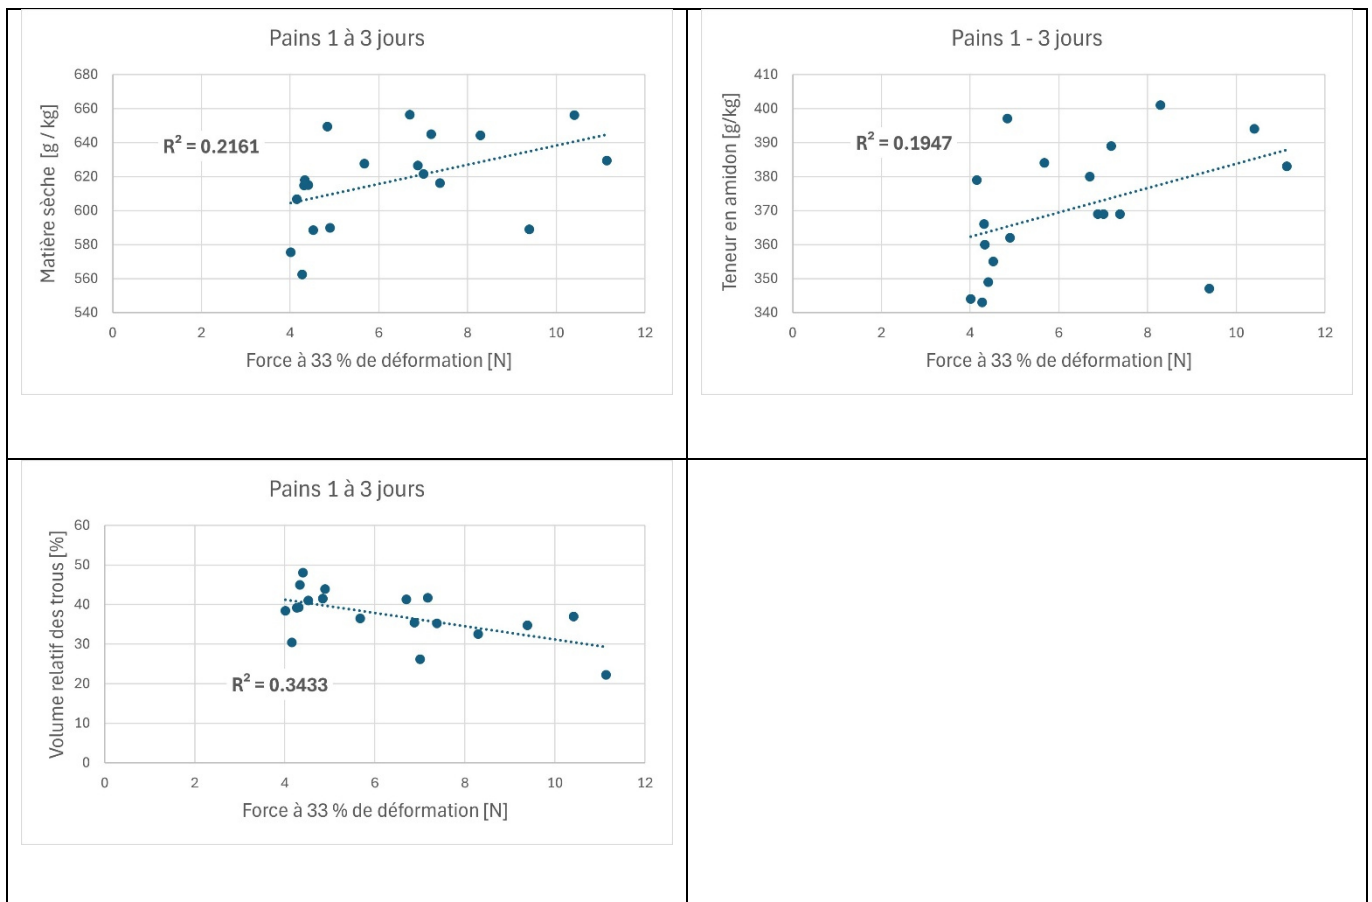 Pains 1 à 3 jours
Matière sèche [g / kg]
680
660
640
620
600
580
560
540
R² = 0.2161
0 2 4 6 8 10 12
Force à 33 % de déformation [N]
Pains 1 - 3 jours
Teneur en amidon [g/kg]
410
400
390
380
370
360
350
340
R² = 0.1947
0 2 4 6 8 10 12
Force à 33 % de déformation [N]
Pains 1 à 3 jours
Volume relatif des trous [%]
60
50
40
30
20
10
0
R² = 0.3433
0 2 4 6 8 10 12
Force à 33 % de déformation [N]